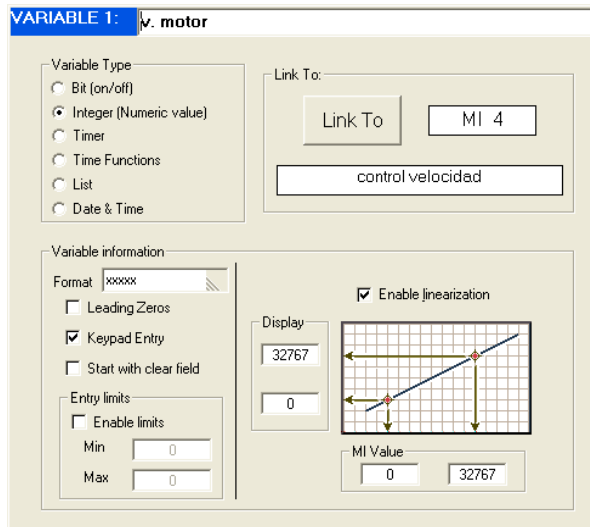 VARIABLE 1: v. motor
Variable Type
Bit (on/off)
Integer (Numeric value)
Timer
Time Functions
List
Date & Time
Link To:
Link To
MI 4
control velocidad
Variable information
Format xxxxx
Leading Zeros
Keypad Entry
Start with clear field
Entry limits
Enable limits
Min 0
Max 0
Enable linearization
Display
32767
0
MI Value
0 32767